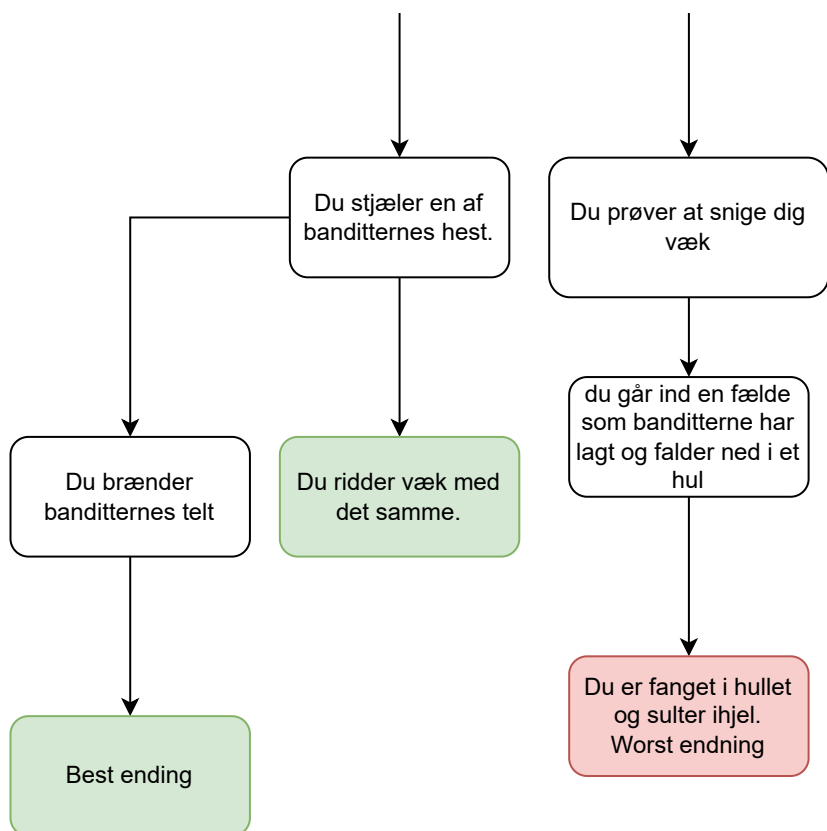 Du stjæler en af
banditternes hest.
Du prøver at snige dig
væk
du går ind en fælde
som banditterne har
lagt og falder ned i et
hul
Du brænder
banditternes telt
Du ridder væk med
det samme.
Du er fanget i hullet
og sulter ihjel.
Worst endning
Best ending